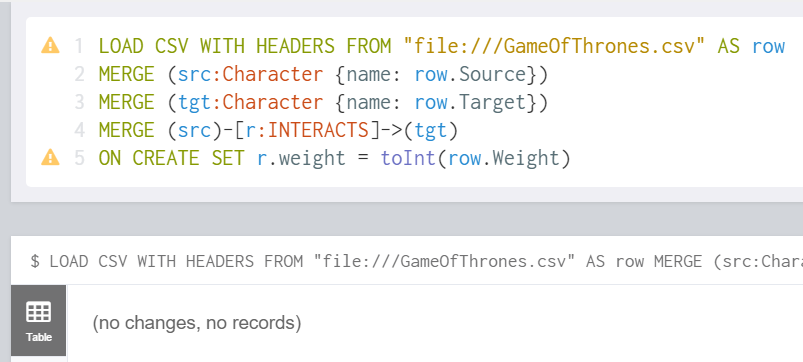 1 LOAD CSV WITH HEADERS FROM "file:///GameOfThrones.csv" AS row
2 MERGE (src:Character {name: row.Source})
3 MERGE (tgt:Character {name: row.Target})
4 MERGE (src)-[r:INTERACTS]->(tgt)
5 ON CREATE SET r.weight = toInt(row.Weight)
$ LOAD CSV WITH HEADERS FROM "file:///GameOfThrones.csv" AS row MERGE (src:Chara
(no changes, no records)
Table